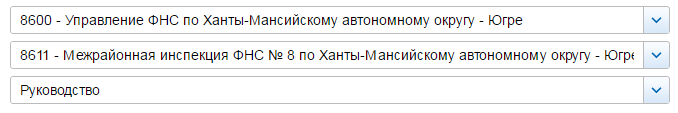 8600 - Управление ФНС по Ханты-Мансийскому автономному округу - Югре
8611 - Межрайонная инспекция ФНС № 8 по Ханты-Мансийскому автономному округу - Югре
Руководство